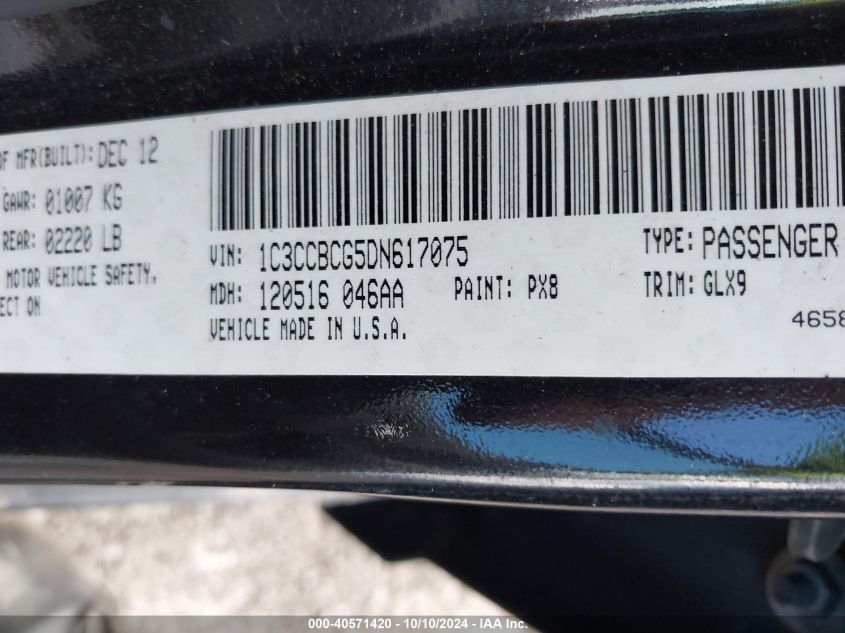 OF MFR(BUILT): DEC 12
GAWR: 01007 KG
REAR: 02220 LB
MOTOR VEHICLE SAFETY,
ECT ON
VIN: 1C3CCBCG5DN617075
TYPE: PASSENGER
MDH: 120516 046AA
PAINT: PX8
TRIM: GLX9
VEHICLE MADE IN U.S.A.
4658
000-40571420 - 10/10/2024 - IAA Inc.